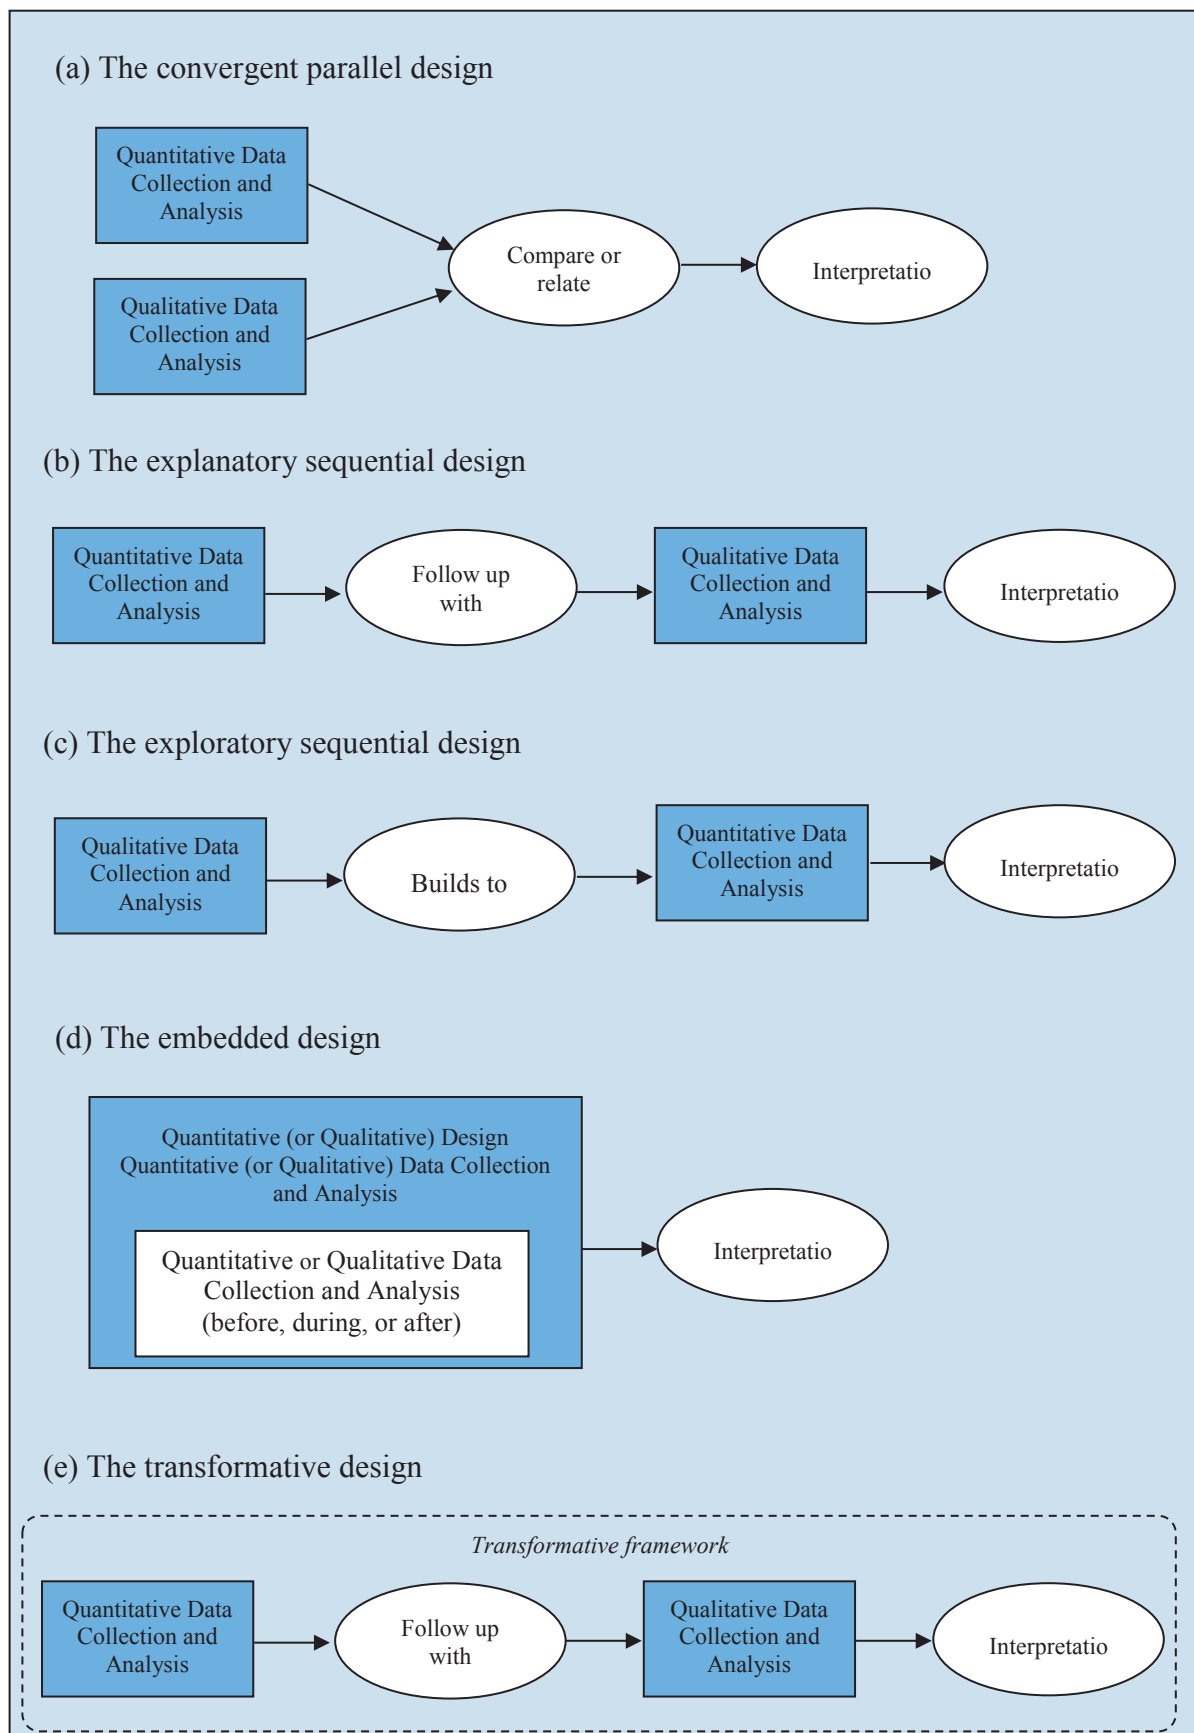 (a) The convergent parallel design
Quantitative Data
Collection and
Analysis
Qualitative Data
Collection and
Analysis
Compare or
relate
Interpretatio
(b) The explanatory sequential design
Quantitative Data
Collection and
Analysis
Follow up
with
Qualitative Data
Collection and
Analysis
Interpretatio
(c) The exploratory sequential design
Qualitative Data
Collection and
Analysis
Builds to
Quantitative Data
Collection and
Analysis
Interpretatio
(d) The embedded design
Quantitative (or Qualitative) Design
Quantitative (or Qualitative) Data Collection
and Analysis
Quantitative or Qualitative Data
Collection and Analysis
(before, during, or after)
Interpretatio
(e) The transformative design
Transformative framework
Quantitative Data
Collection and
Analysis
Follow up
with
Qualitative Data
Collection and
Analysis
Interpretatio